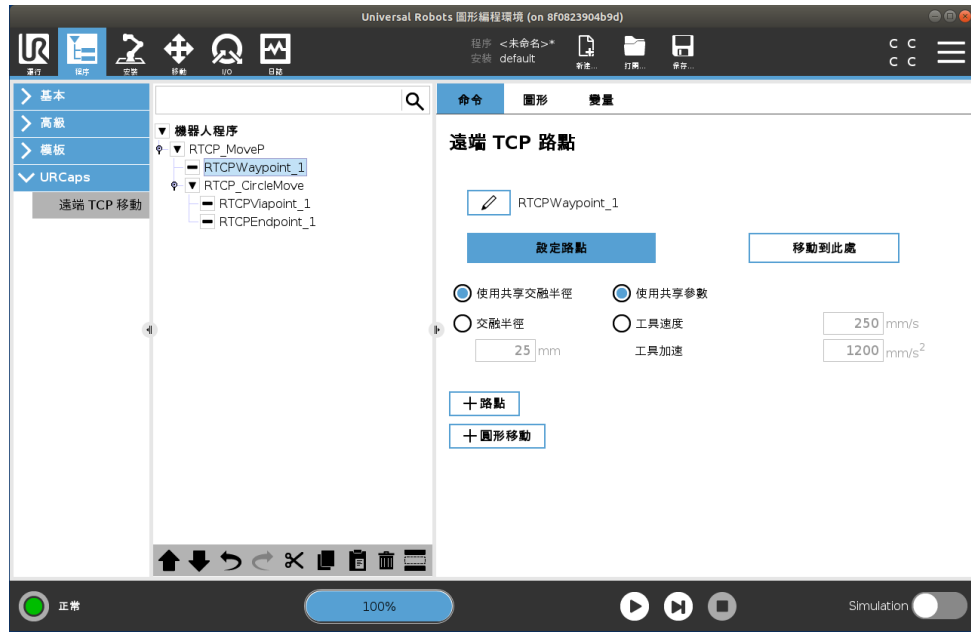 Universal Robots 圖形編程環境 (on 8f0823904b9d)
UR
運行
程序
安裝
移動
I/O
日誌
程序 <未命名>*
安裝 default
新建...
打開...
保存...
C C
C C
基本
高級
模板
URCaps
遠端 TCP 移動
機器人程序
RTCP_MoveP
RTCPWaypoint_1
RTCP_CircleMove
RTCPViapoint_1
RTCPEndpoint_1
命令 圖形 變量
遠端 TCP 路點
RTCPWaypoint_1
設定路點 移動到此處
使用共享交融半徑 使用共享參數
交融半徑 工具速度 250 mm/s
25 mm 工具加速 1200 mm/s²
路點
圓形移動
正常
100%
Simulation